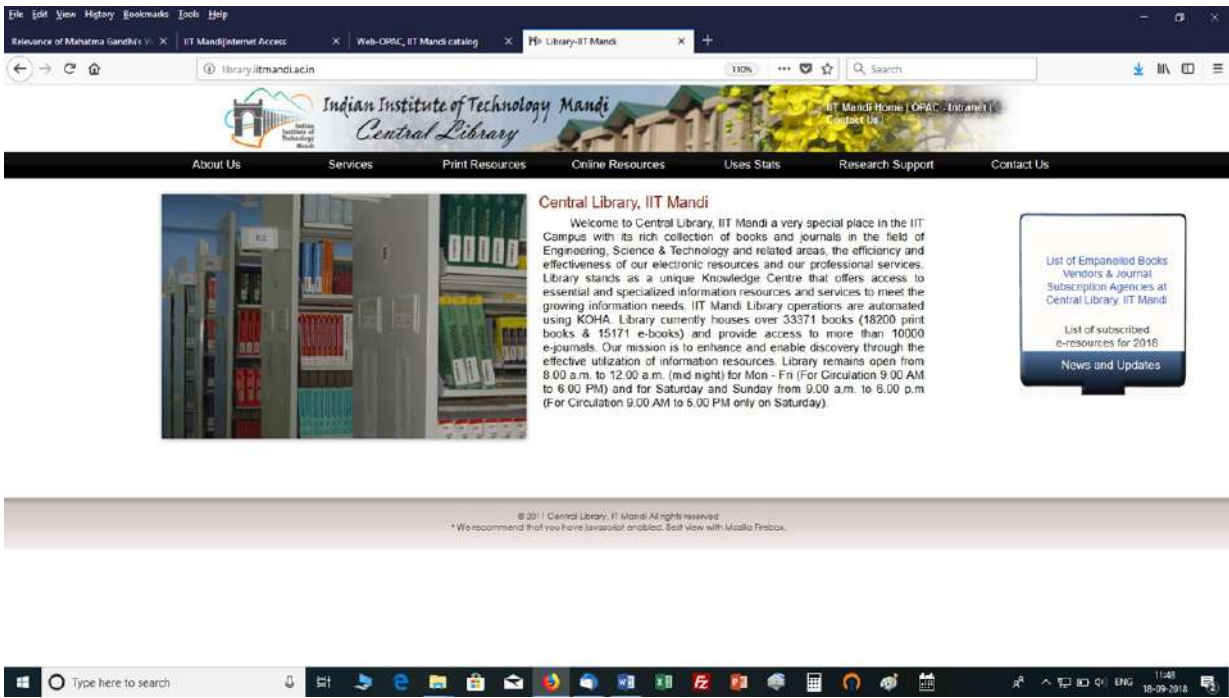 File Edit View History Bookmarks Tools Help
Relevance of Mahatma Gandhi's Vi
IIT Mandi|Internet Access
Web-OPAC, IIT Mandi catalog
Library-IIT Mandi
library.iitmandi.ac.in
110%
Search
Indian Institute of Technology Mandi
Central Library
Indian
Institute of
Technology
Mandi
IIT Mandi Home | OPAC - Intranet |
Contact Us |
About Us Services Print Resources Online Resources Uses Stats Research Support Contact Us
Central Library, IIT Mandi
Welcome to Central Library, IIT Mandi a very special place in the IIT
Campus with its rich collection of books and journals in the field of
Engineering, Science & Technology and related areas, the efficiency and
effectiveness of our electronic resources and our professional services.
Library stands as a unique Knowledge Centre that offers access to
essential and specialized information resources and services to meet the
growing information needs. IIT Mandi Library operations are automated
using KOHA. Library currently houses over 33371 books (18200 print
books & 15171 e-books) and provide access to more than 10000
e-journals. Our mission is to enhance and enable discovery through the
effective utilization of information resources. Library remains open from
8.00 a.m. to 12.00 a.m. (mid night) for Mon - Fri (For Circulation 9.00 AM
to 6.00 PM) and for Saturday and Sunday from 9.00 a.m. to 6.00 p.m
(For Circulation 9.00 AM to 5.00 PM only on Saturday).
List of Empanelled Books
Vendors & Journal
Subscription Agencies at
Central Library, IIT Mandi
List of subscribed
e-resources for 2018
News and Updates
© 2011 Central Library, IIT Mandi All rights reserved
* We recommend that you have javascript enabled. Best view with Mozilla Firefox.
Type here to search
ENG
11:48
18-09-2018